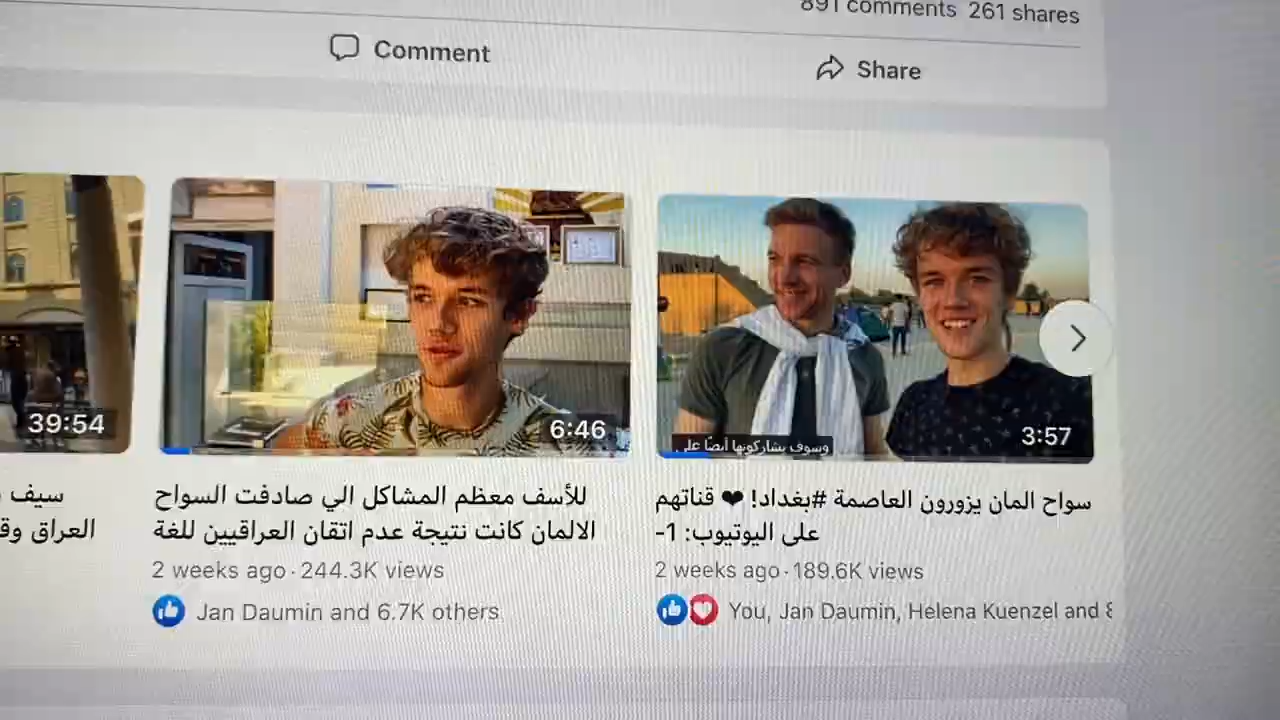 891 comments 261 shares
Comment
Share
39:54
6:46
وسوف يشاركونها أيضًا على
3:57
سيف
العراق
للأسف معظم المشاكل الي صادفت السواح
الالمان كانت نتيجة عدم اتقان العراقيين للغة
2 weeks ago · 244.3K views
Jan Daumin and 6.7K others
سواح المان يزورون العاصمة #بغداد! ❤ قناتهم
على اليوتيوب: 1-
2 weeks ago · 189.6K views
You, Jan Daumin, Helena Kuenzel and